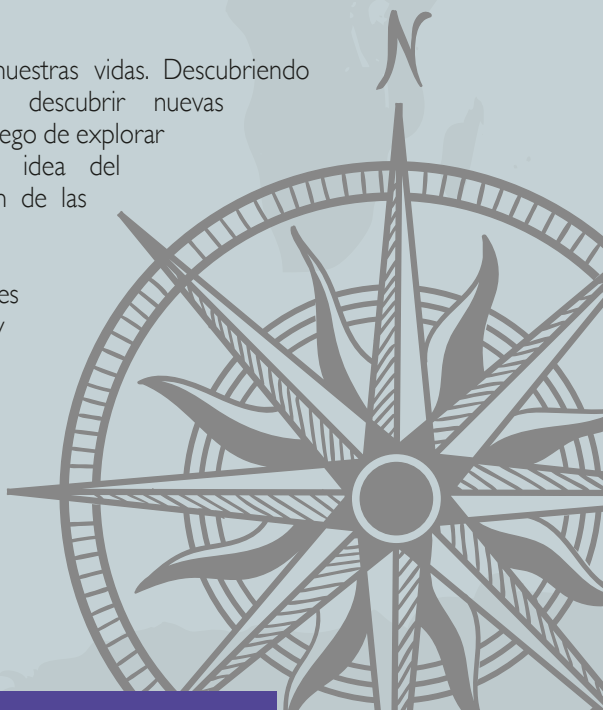 N
nuestras vidas. Descubriendo
descubrir nuevas
ego de explorar
idea del
n de las
es
y